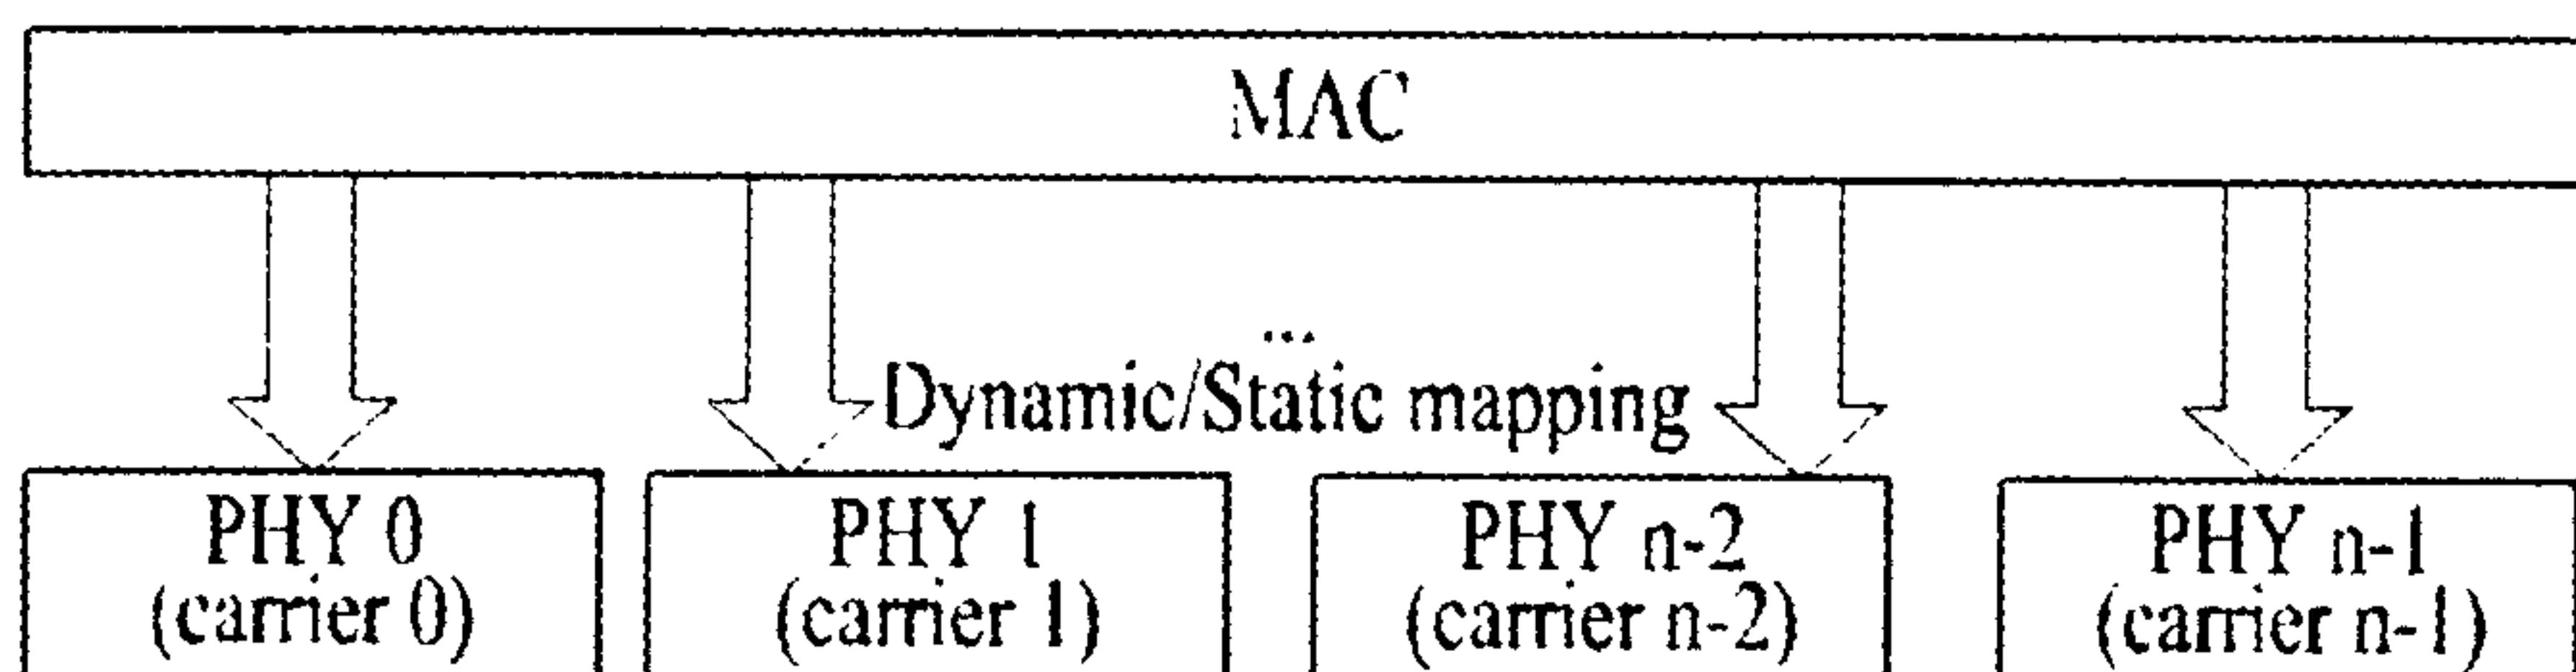 MAC
...
Dynamic/Static mapping
PHY 0
(carrier 0)
PHY 1
(carrier 1)
PHY n-2
(carrier n-2)
PHY n-1
(carrier n-1)